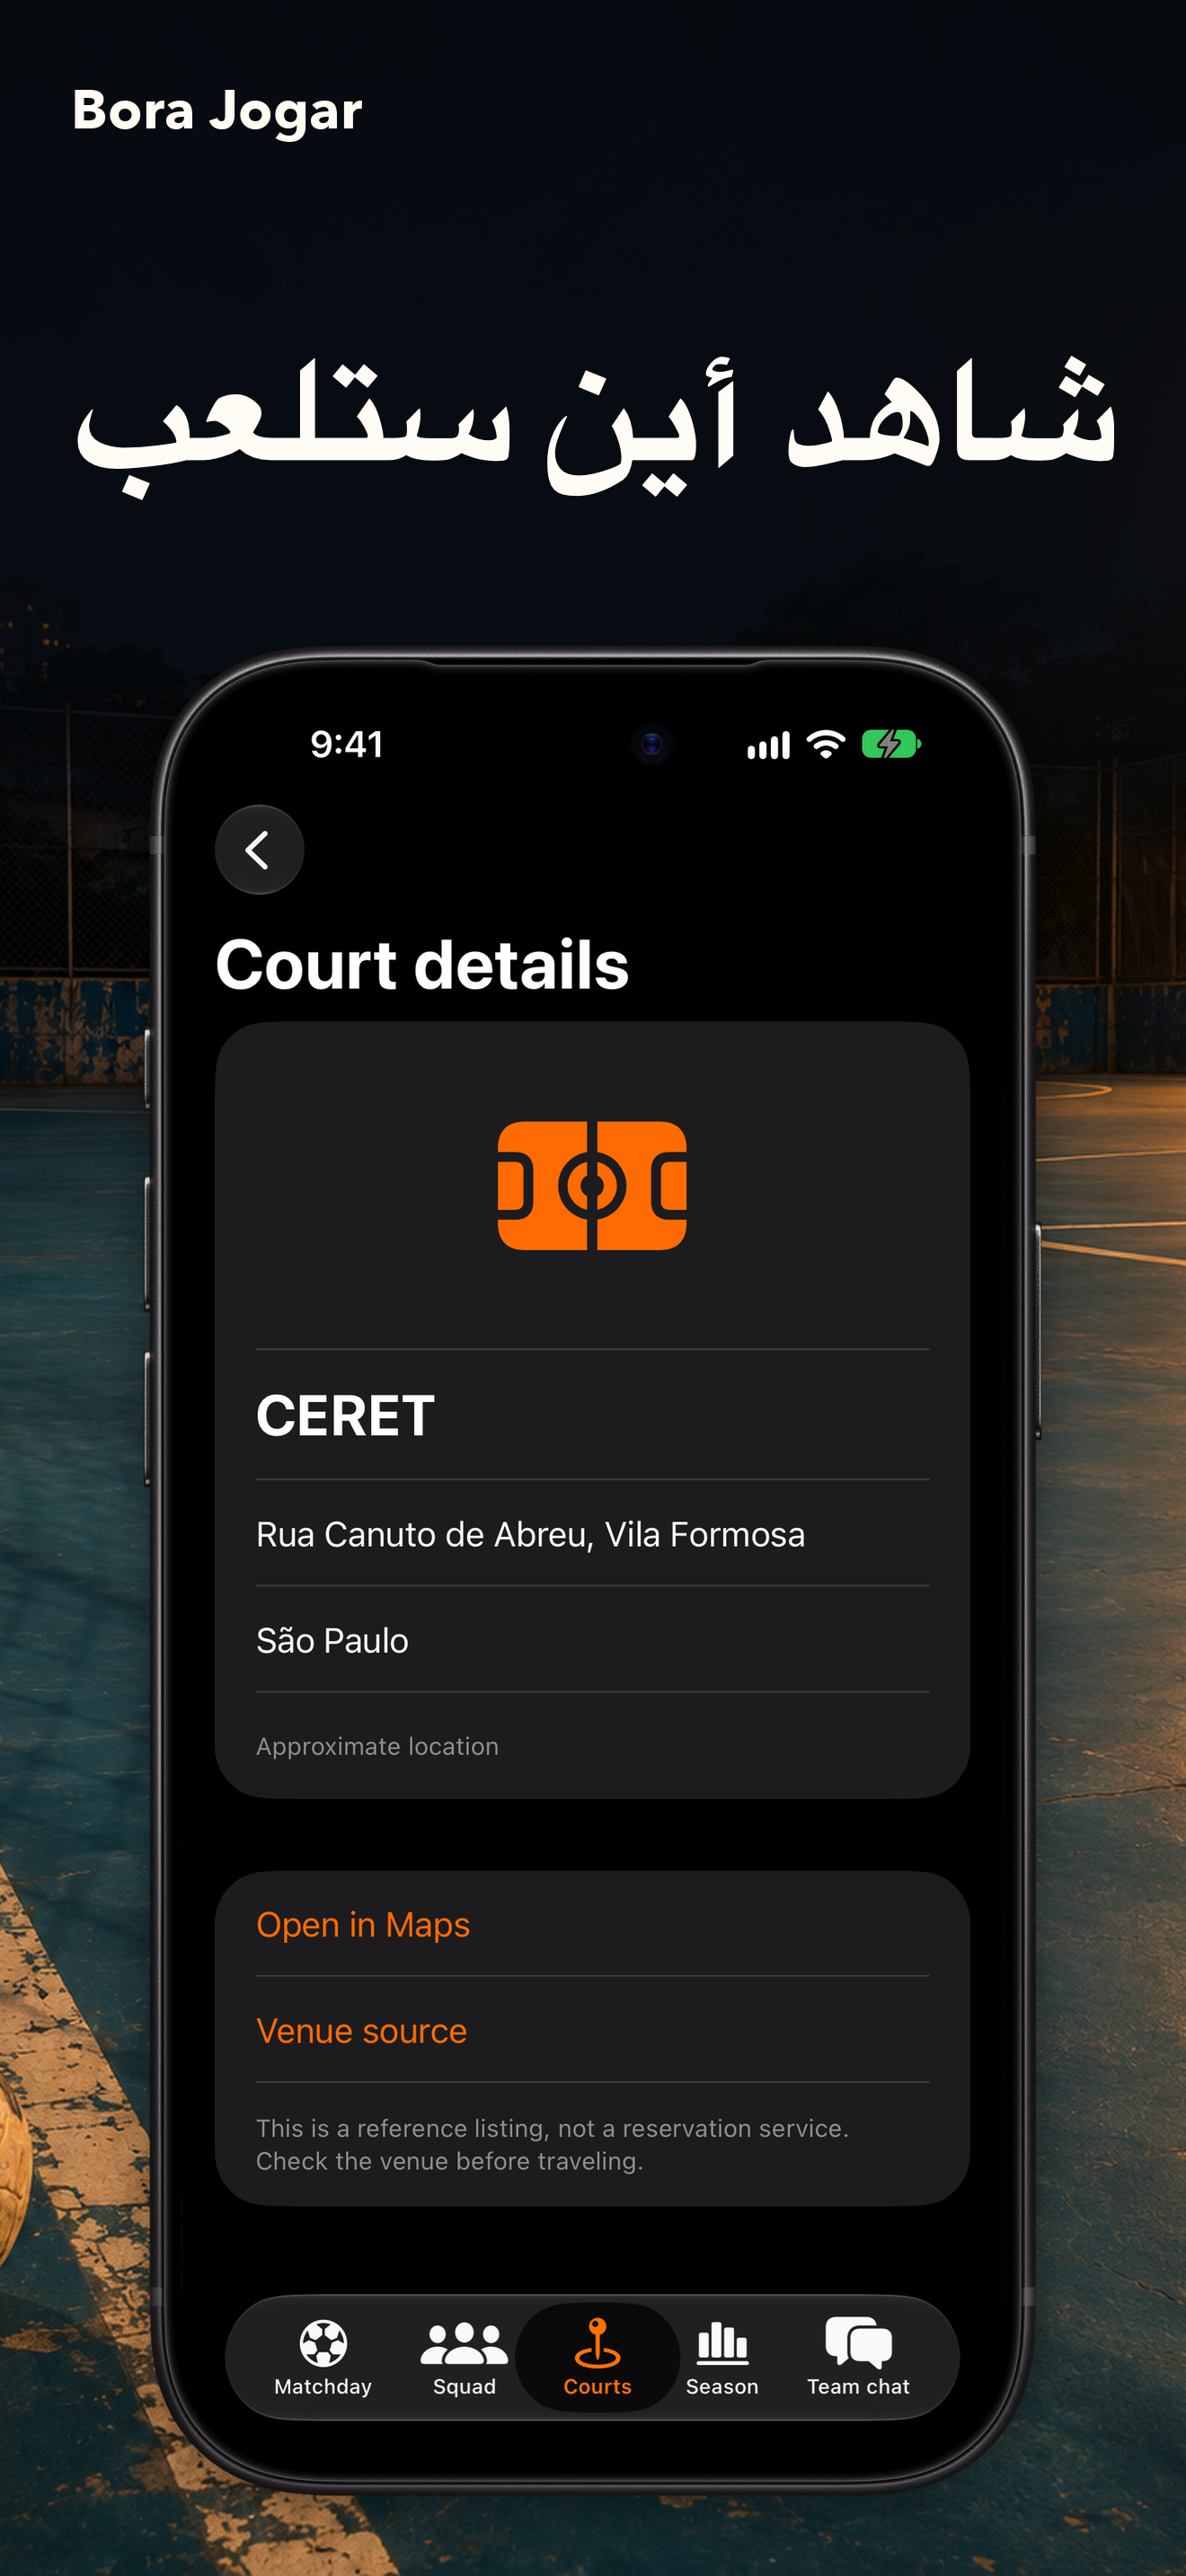 Bora Jogar
شاهد أين ستلعب
9:41
Court details
CERET
Rua Canuto de Abreu, Vila Formosa
São Paulo
Approximate location
Open in Maps
Venue source
This is a reference listing, not a reservation service.
Check the venue before traveling.
Matchday
Squad
Courts
Season
Team chat